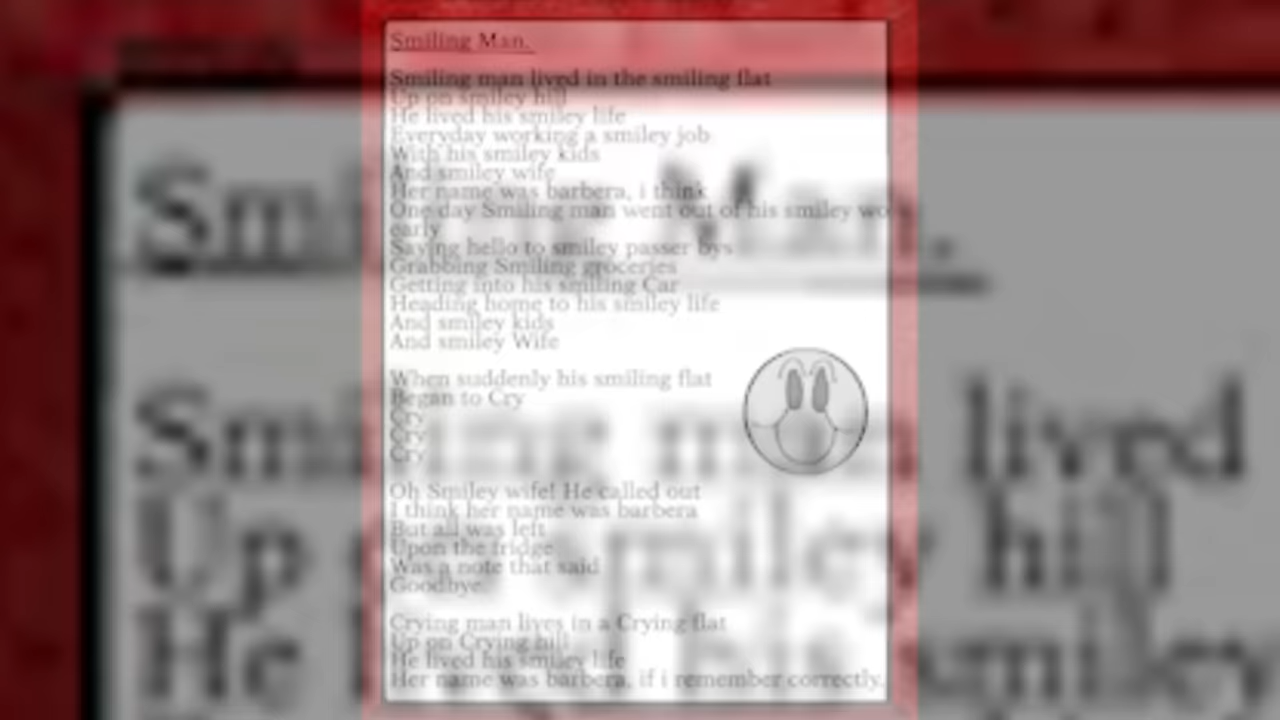 Smiling Man.
Smiling man lived in the smiling flat
Up on smiley hill
He lived his smiley life
Everyday working a smiley job
With his smiley kids
And smiley wife
Her name was barbera, i think
One day Smiling man went out of his smiley wo
early
Saying hello to smiley passer bys
Grabbing Smiling groceries
Getting into his smiling Car
Heading home to his smiley life
And smiley kids
And smiley Wife
When suddenly his smiling flat
Began to Cry
Cry
Cry
Cry
Oh Smiley wife! He called out
I think her name was barbera
But all was left
Upon the fridge
Was a note that said
Goodbye.
Crying man lives in a Crying flat
Up on Crying hill
He lived his smiley life
Her name was barbera, if i remember correctly.